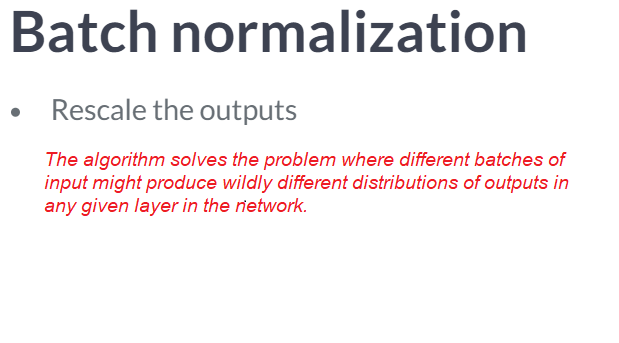 Batch normalization
• Rescale the outputs
The algorithm solves the problem where different batches of
input might produce wildly different distributions of outputs in
any given layer in the network.